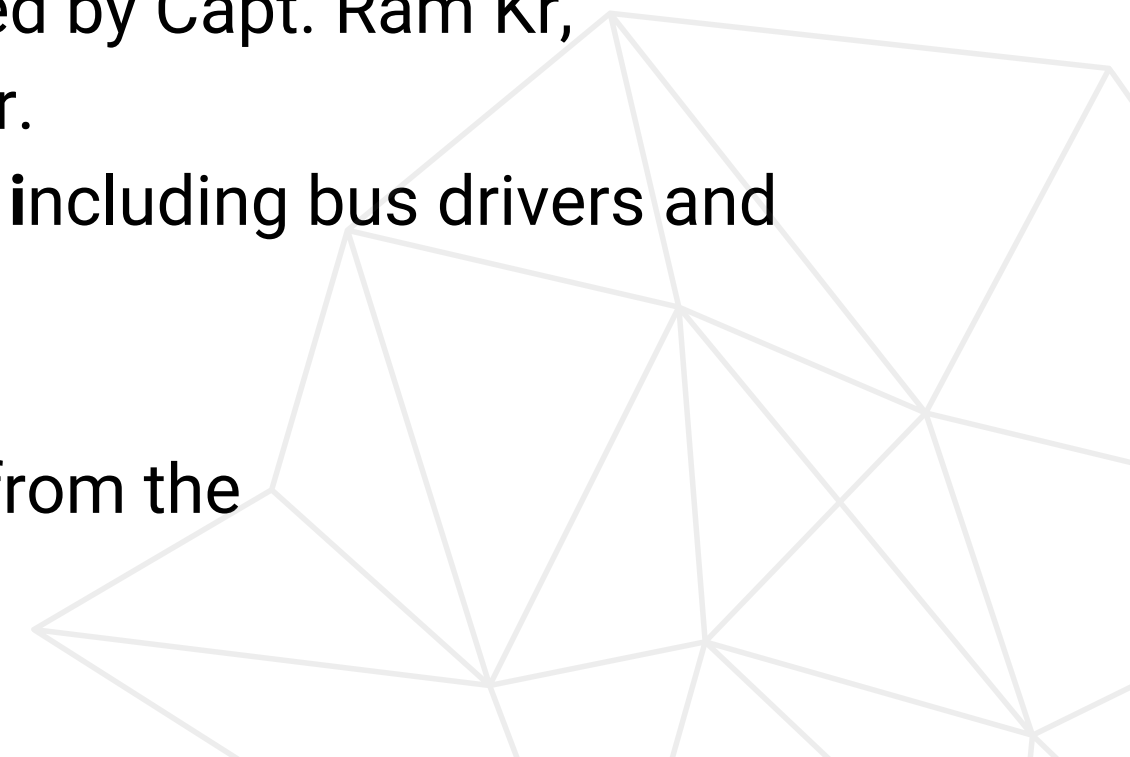 ed by Capt. Ram Kr,
r.
including bus drivers and
from the